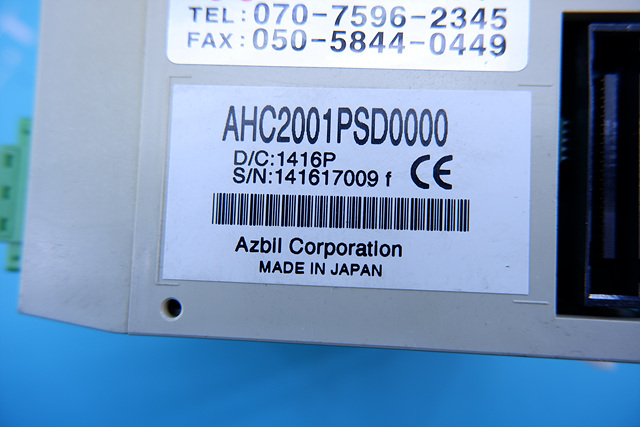 TEL:070-7596-2345
FAX:050-5844-0449
AHC2001PSD0000
D/C:1416P
S/N:141617009 f
CE
Azbil Corporation
MADE IN JAPAN